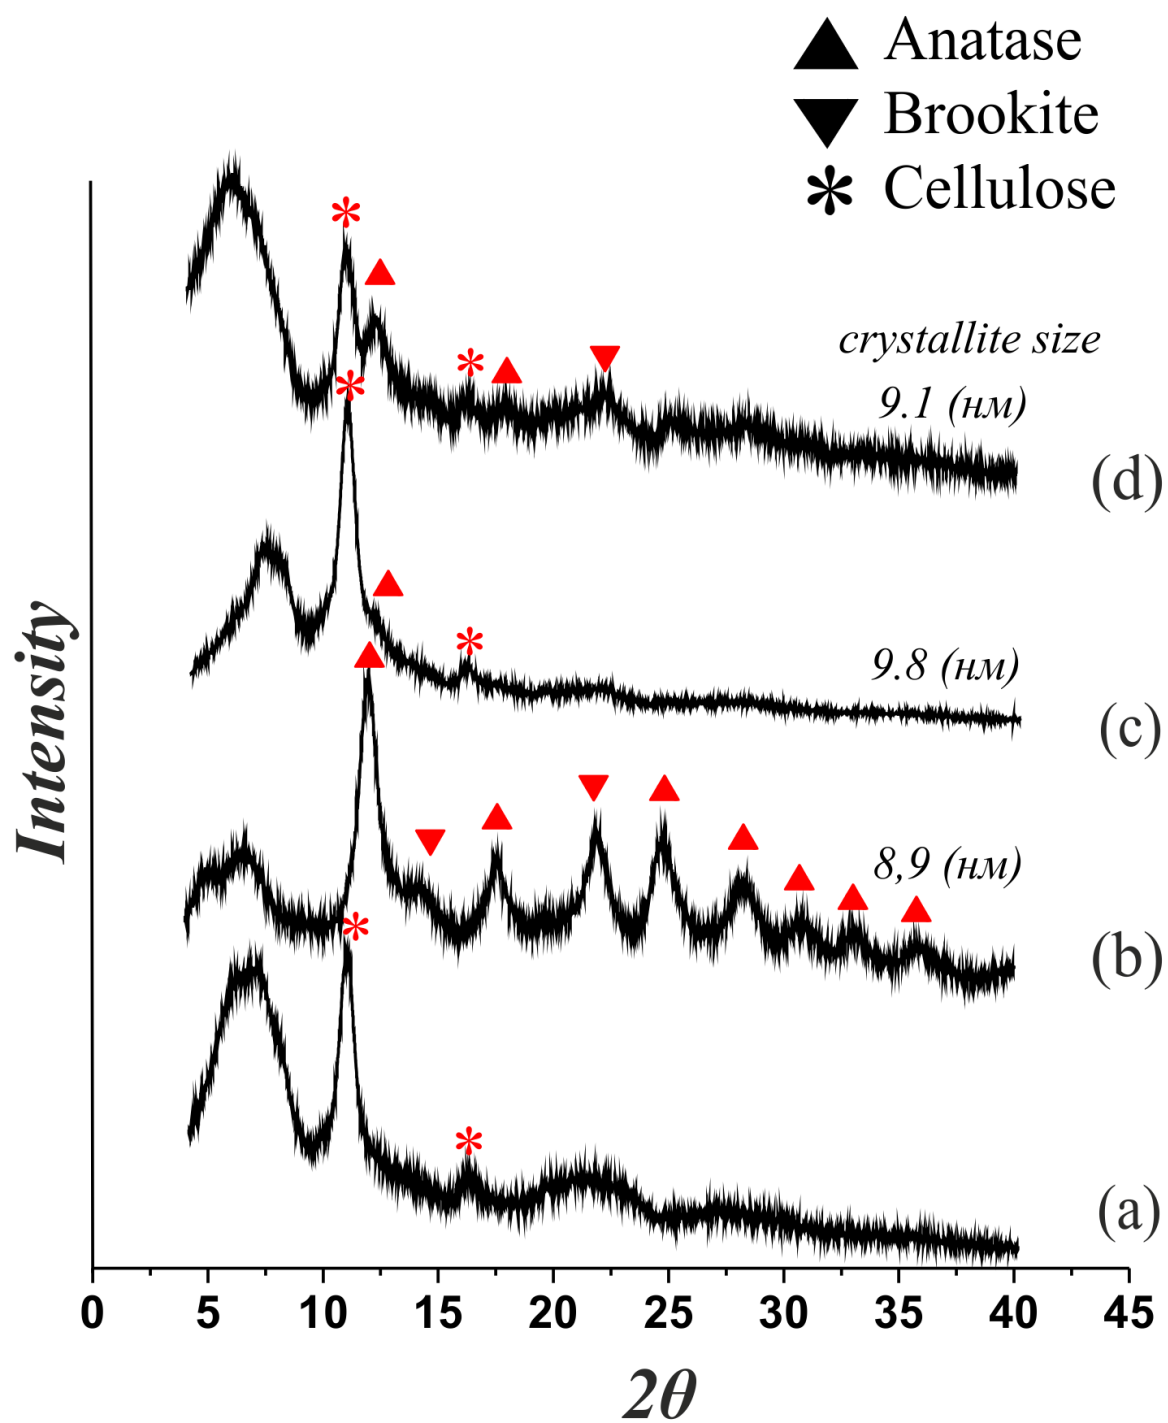 Anatase
Brookite
Cellulose
crystallite size
9.1 (нм)
(d)
9.8 (нм)
(c)
8,9 (нм)
(b)
(a)
Intensity
0 5 10 15 20 25 30 35 40 45
2θ